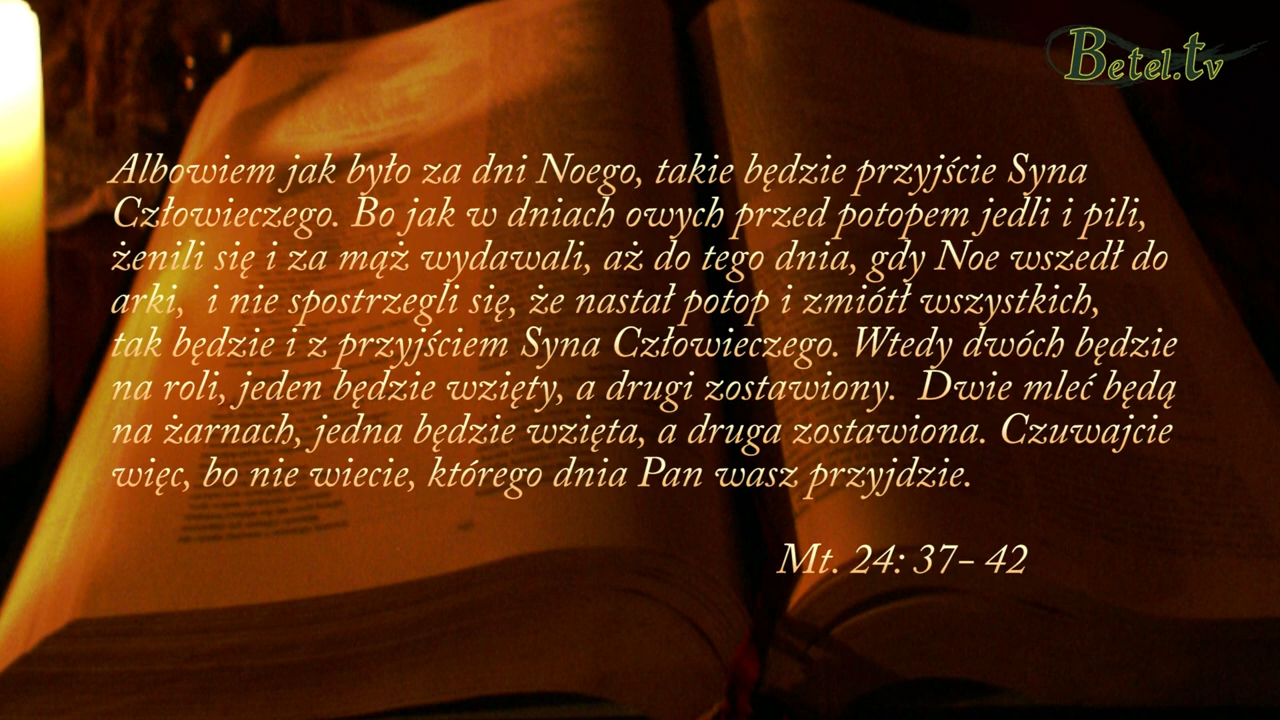 Betel.tv
Albowiem jak było za dni Noego, takie będzie przyjście Syna
Człowieczego. Bo jak w dniach owych przed potopem jedli i pili,
żenili się i za mąż wydawali, aż do tego dnia, gdy Noe wszedł do
arki,  i nie spostrzegli się, że nastał potop i zmiótł wszystkich,
tak będzie i z przyjściem Syna Człowieczego. Wtedy dwóch będzie
na roli, jeden będzie wzięty, a drugi zostawiony.  Dwie mleć będą
na żarnach, jedna będzie wzięta, a druga zostawiona. Czuwajcie
więc, bo nie wiecie, którego dnia Pan wasz przyjdzie.
Mt. 24: 37– 42